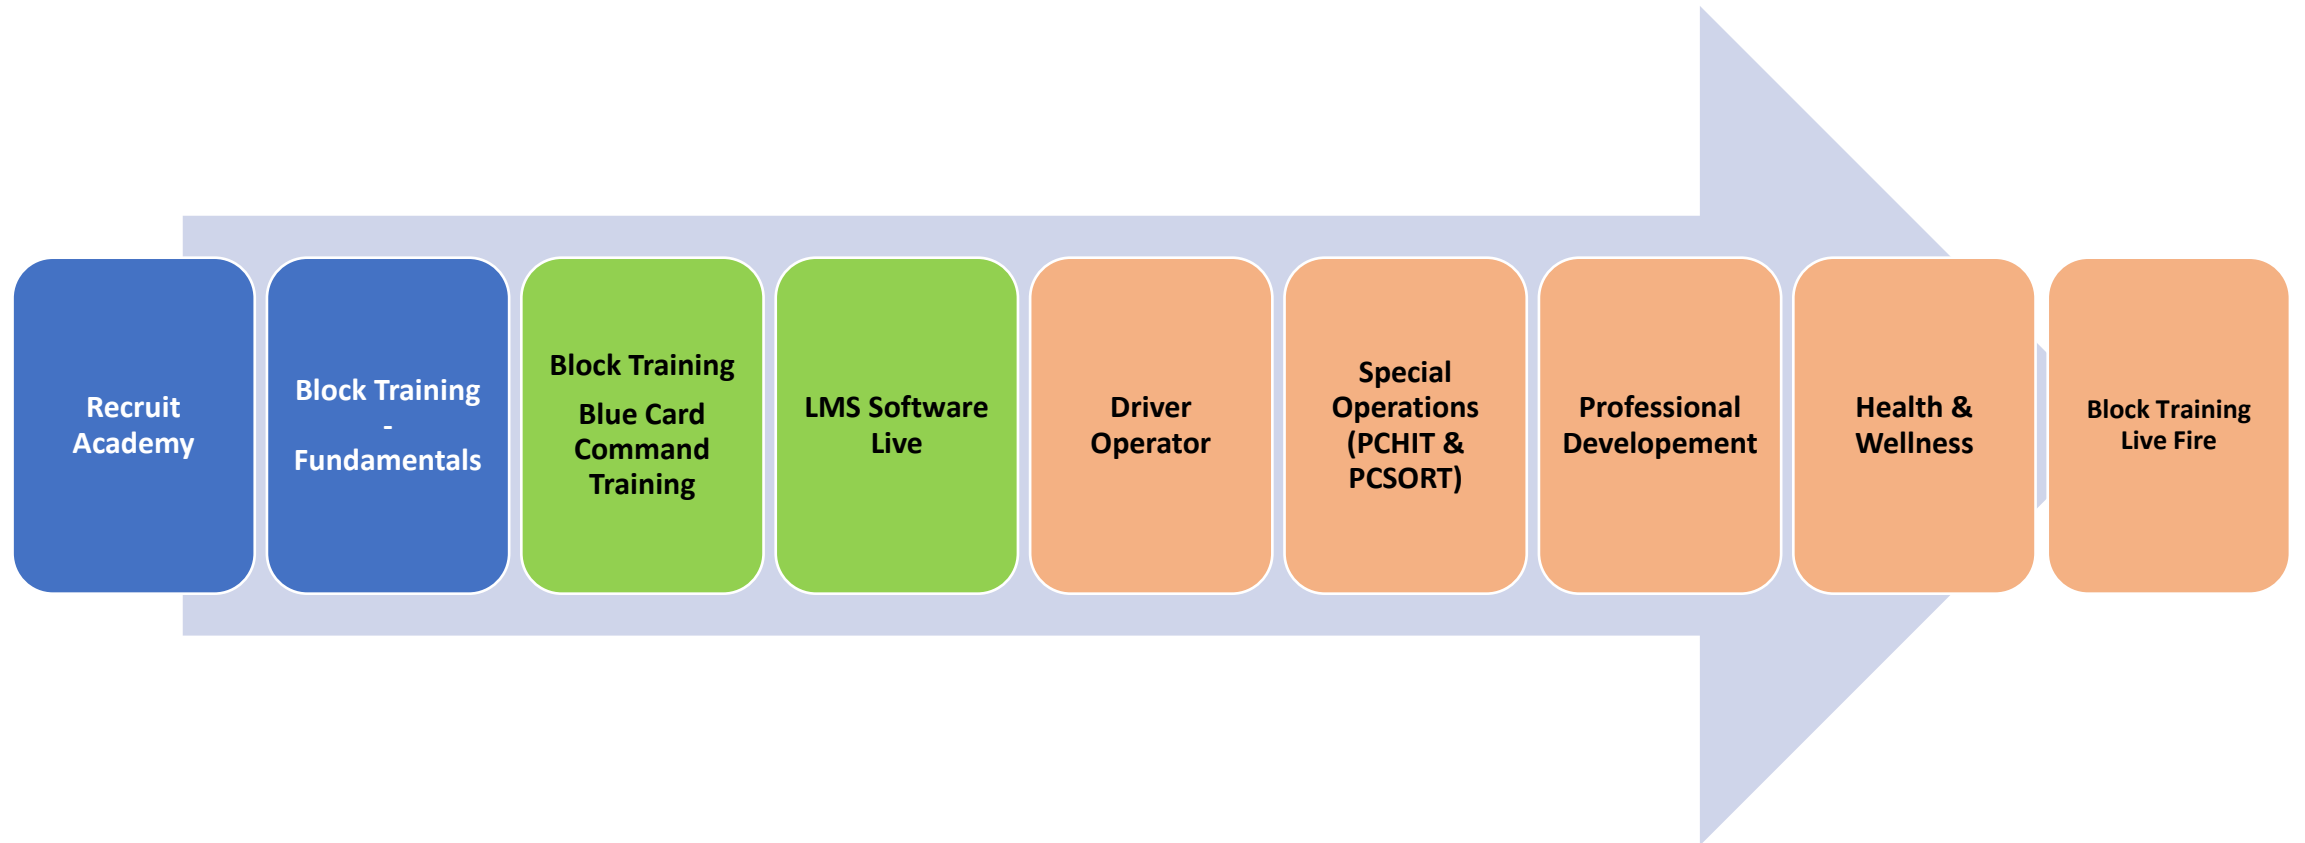 Recruit
Academy
Block Training
-
Fundamentals
Block Training
Blue Card
Command
Training
LMS Software
Live
Driver
Operator
Special
Operations
(PCHIT &
PCSORT)
Professional
Developement
Health &
Wellness
Block Training
Live Fire